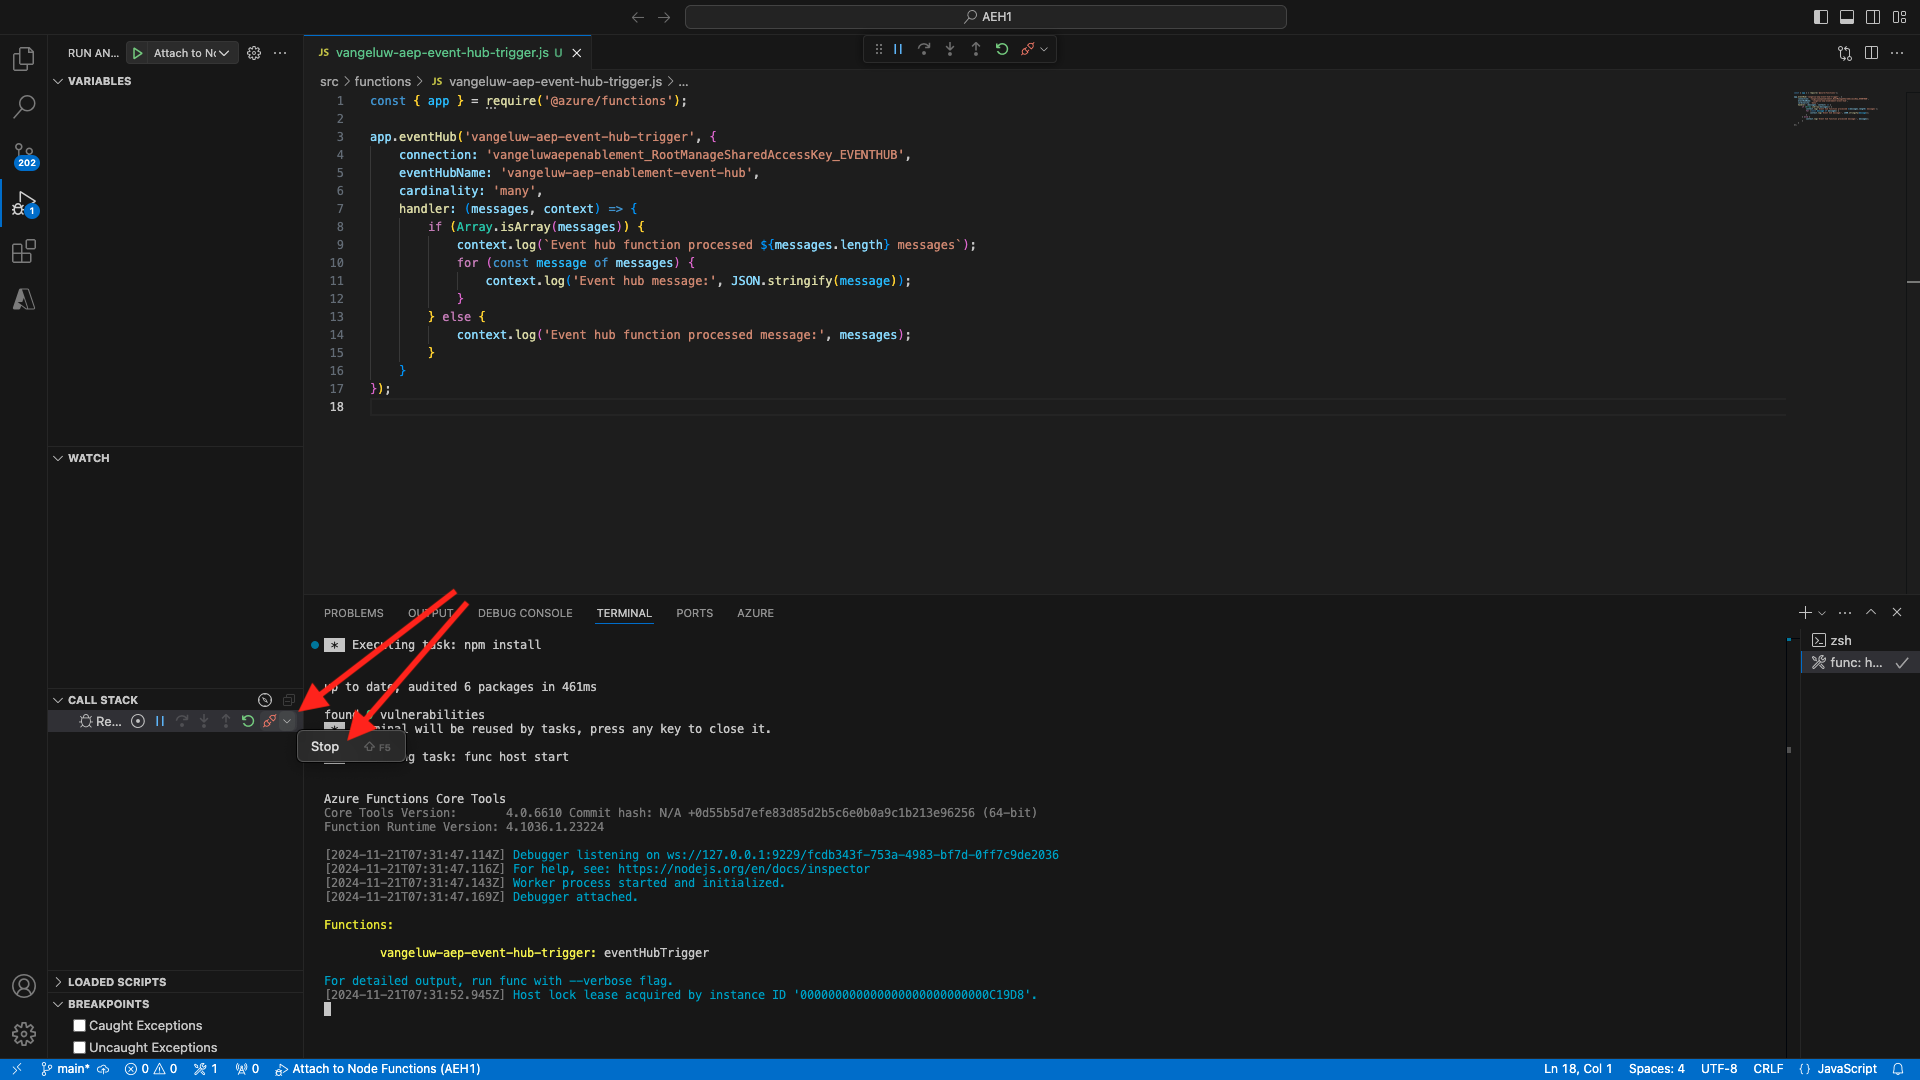 AEH1
RUN AN...
Attach to No
JS vangeluw-aep-event-hub-trigger.js U
202
1
VARIABLES
src > functions > JS vangeluw-aep-event-hub-trigger.js > ...
1 const { app } = require('@azure/functions');
2
3 app.eventHub('vangeluw-aep-event-hub-trigger', {
4 connection: 'vangeluwaepenablement_RootManageSharedAccessKey_EVENTHUB',
5 eventHubName: 'vangeluw-aep-enablement-event-hub',
6 cardinality: 'many',
7 handler: (messages, context) => {
8 if (Array.isArray(messages)) {
9 context.log(`Event hub function processed ${messages.length} messages`);
10 for (const message of messages) {
11 context.log('Event hub message:', JSON.stringify(message));
12 }
13 } else {
14 context.log('Event hub function processed message:', messages);
15 }
16 }
17 });
18
WATCH
CALL STACK
Re...
Stop ⇧ F5
LOADED SCRIPTS
BREAKPOINTS
Caught Exceptions
Uncaught Exceptions
PROBLEMS OUTPUT DEBUG CONSOLE TERMINAL PORTS AZURE
zsh
func: h...
* Executing task: npm install
up to date, audited 6 packages in 461ms
found 0 vulnerabilities
will be reused by tasks, press any key to close it.
task: func host start
Azure Functions Core Tools
Core Tools Version: 4.0.6610 Commit hash: N/A +0d55b5d7efe83d85d2b5c6e0b0a9c1b213e96256 (64-bit)
Function Runtime Version: 4.1036.1.23224
[2024-11-21T07:31:47.114Z] Debugger listening on ws://127.0.0.1:9229/fcdb343f-753a-4983-bf7d-0ff7c9de2036
[2024-11-21T07:31:47.116Z] For help, see: https://nodejs.org/en/docs/inspector
[2024-11-21T07:31:47.143Z] Worker process started and initialized.
[2024-11-21T07:31:47.169Z] Debugger attached.
Functions:
vangeluw-aep-event-hub-trigger: eventHubTrigger
For detailed output, run func with --verbose flag.
[2024-11-21T07:31:52.945Z] Host lock lease acquired by instance ID '000000000000000000000000000C19D8'.
main* 0 0 1 0 Attach to Node Functions (AEH1) Ln 18, Col 1 Spaces: 4 UTF-8 CRLF {} JavaScript